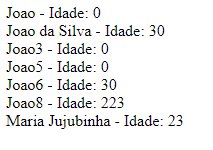 Joao - Idade: 0
Joao da Silva - Idade: 30
Joao3 - Idade: 0
Joao5 - Idade: 0
Joao6 - Idade: 30
Joao8 - Idade: 223
Maria Jujubinha - Idade: 23